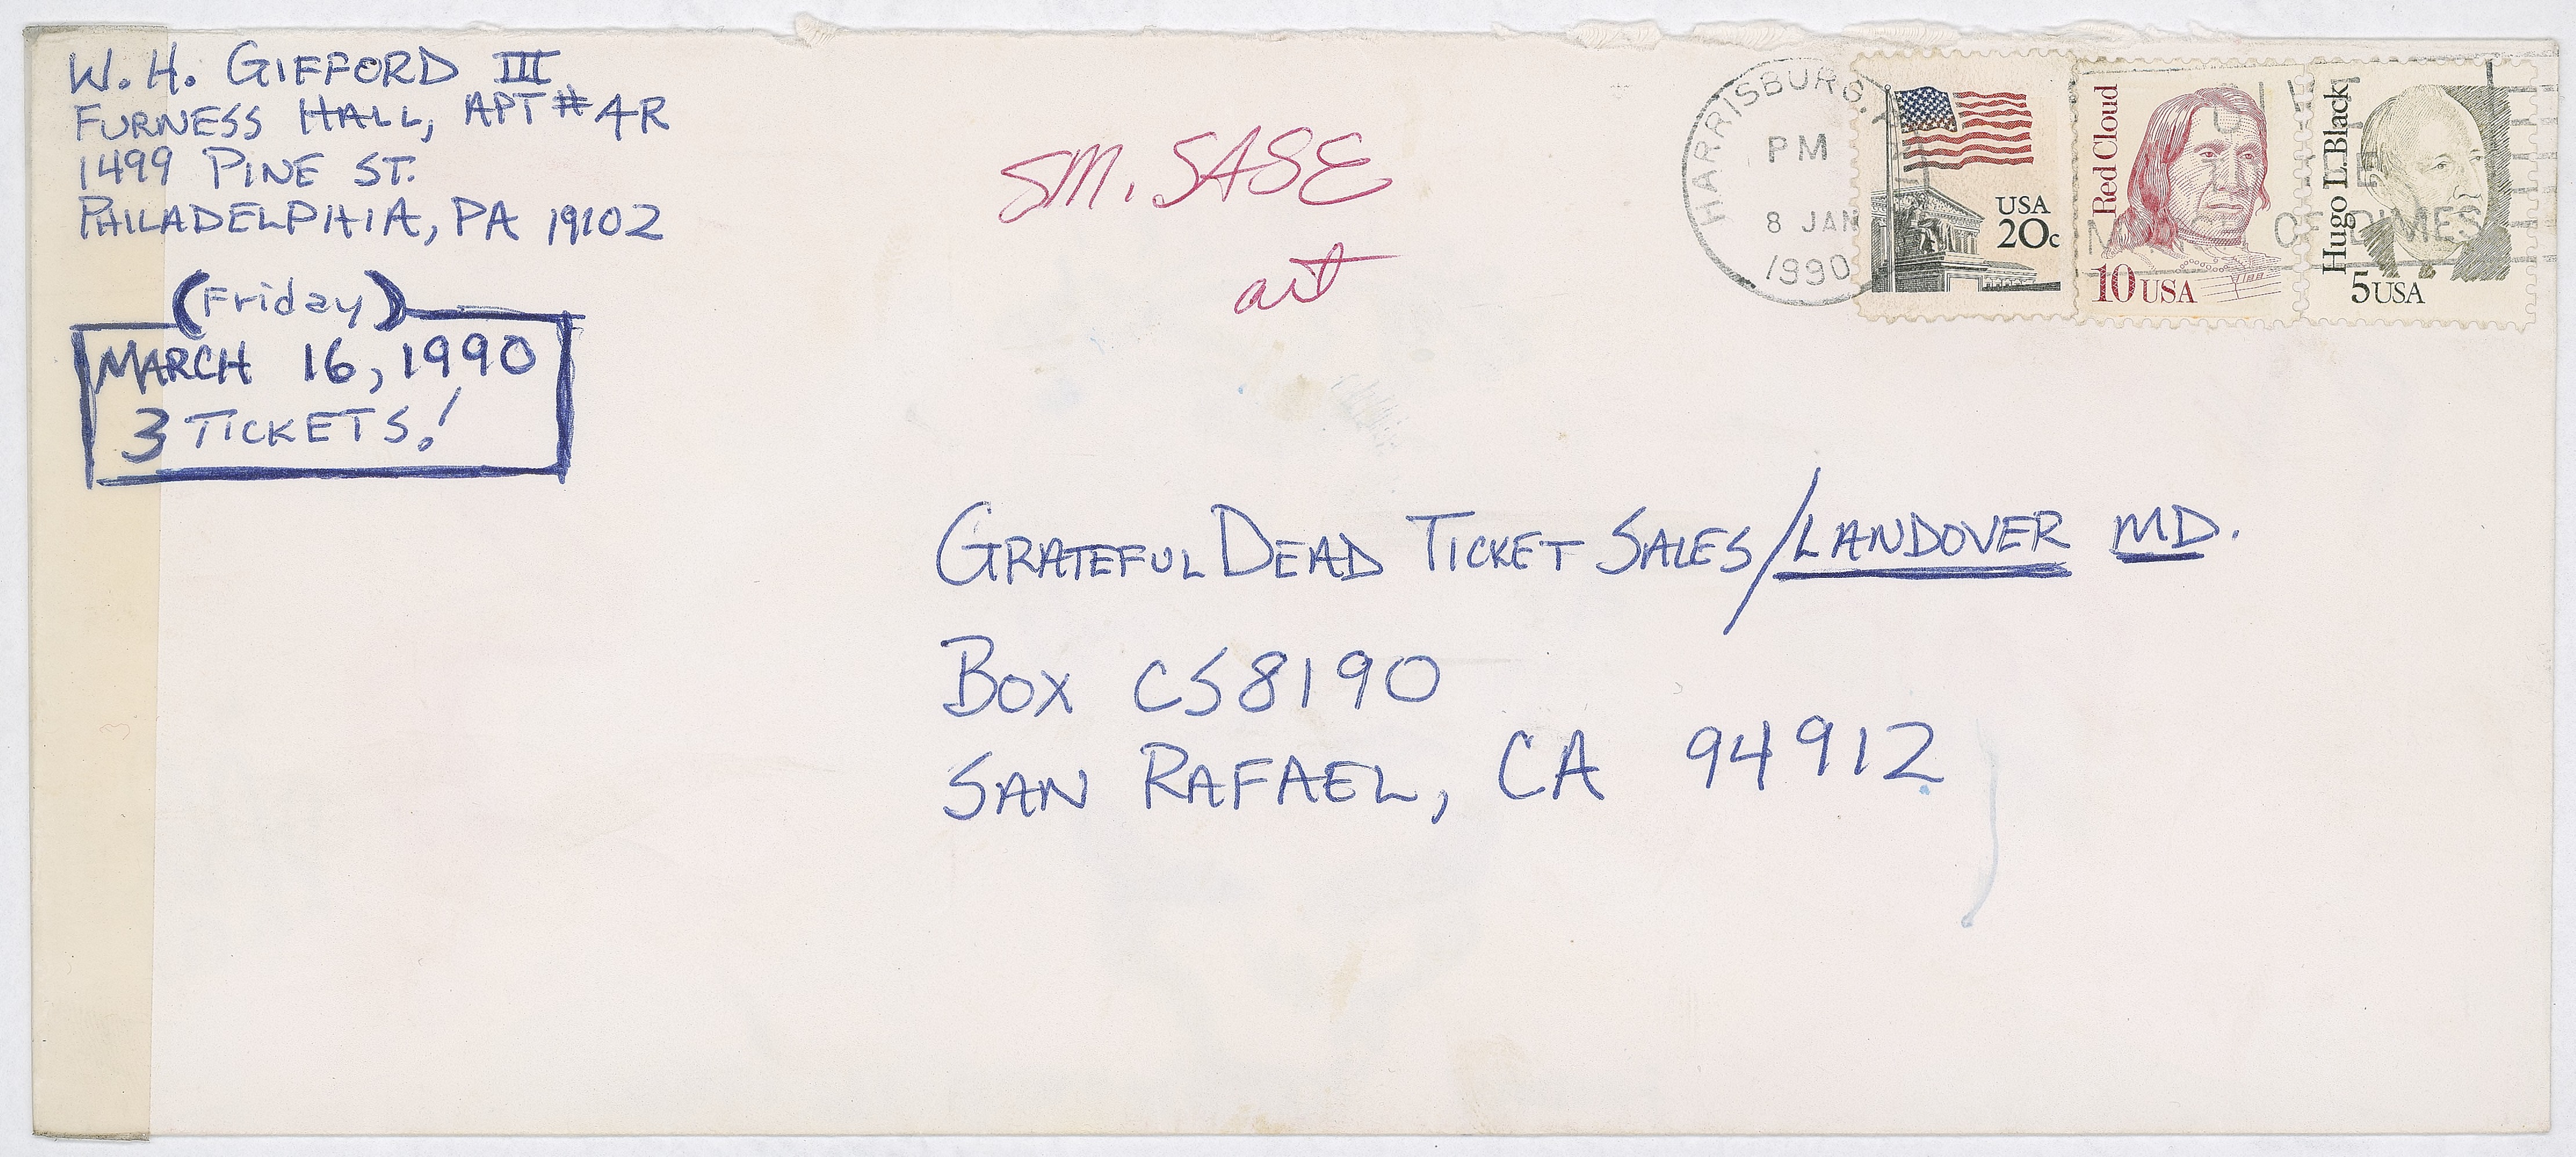 W. H. GIFFORD III
FURNESS HALL, APT # 4R
1499 PINE ST.
PHILADELPHIA, PA 19102
(Friday)
MARCH 16, 1990
3 TICKETS!
SM. SASE
art
HARRISBURG,
PM
8 JAN
1990
USA
20c
Red Cloud
10 USA
Hugo L. Black
5 USA
OF DIMES
GRATEFUL DEAD TICKET SALES/LANDOVER MD.
BOX CS8190
SAN RAFAEL, CA 94912